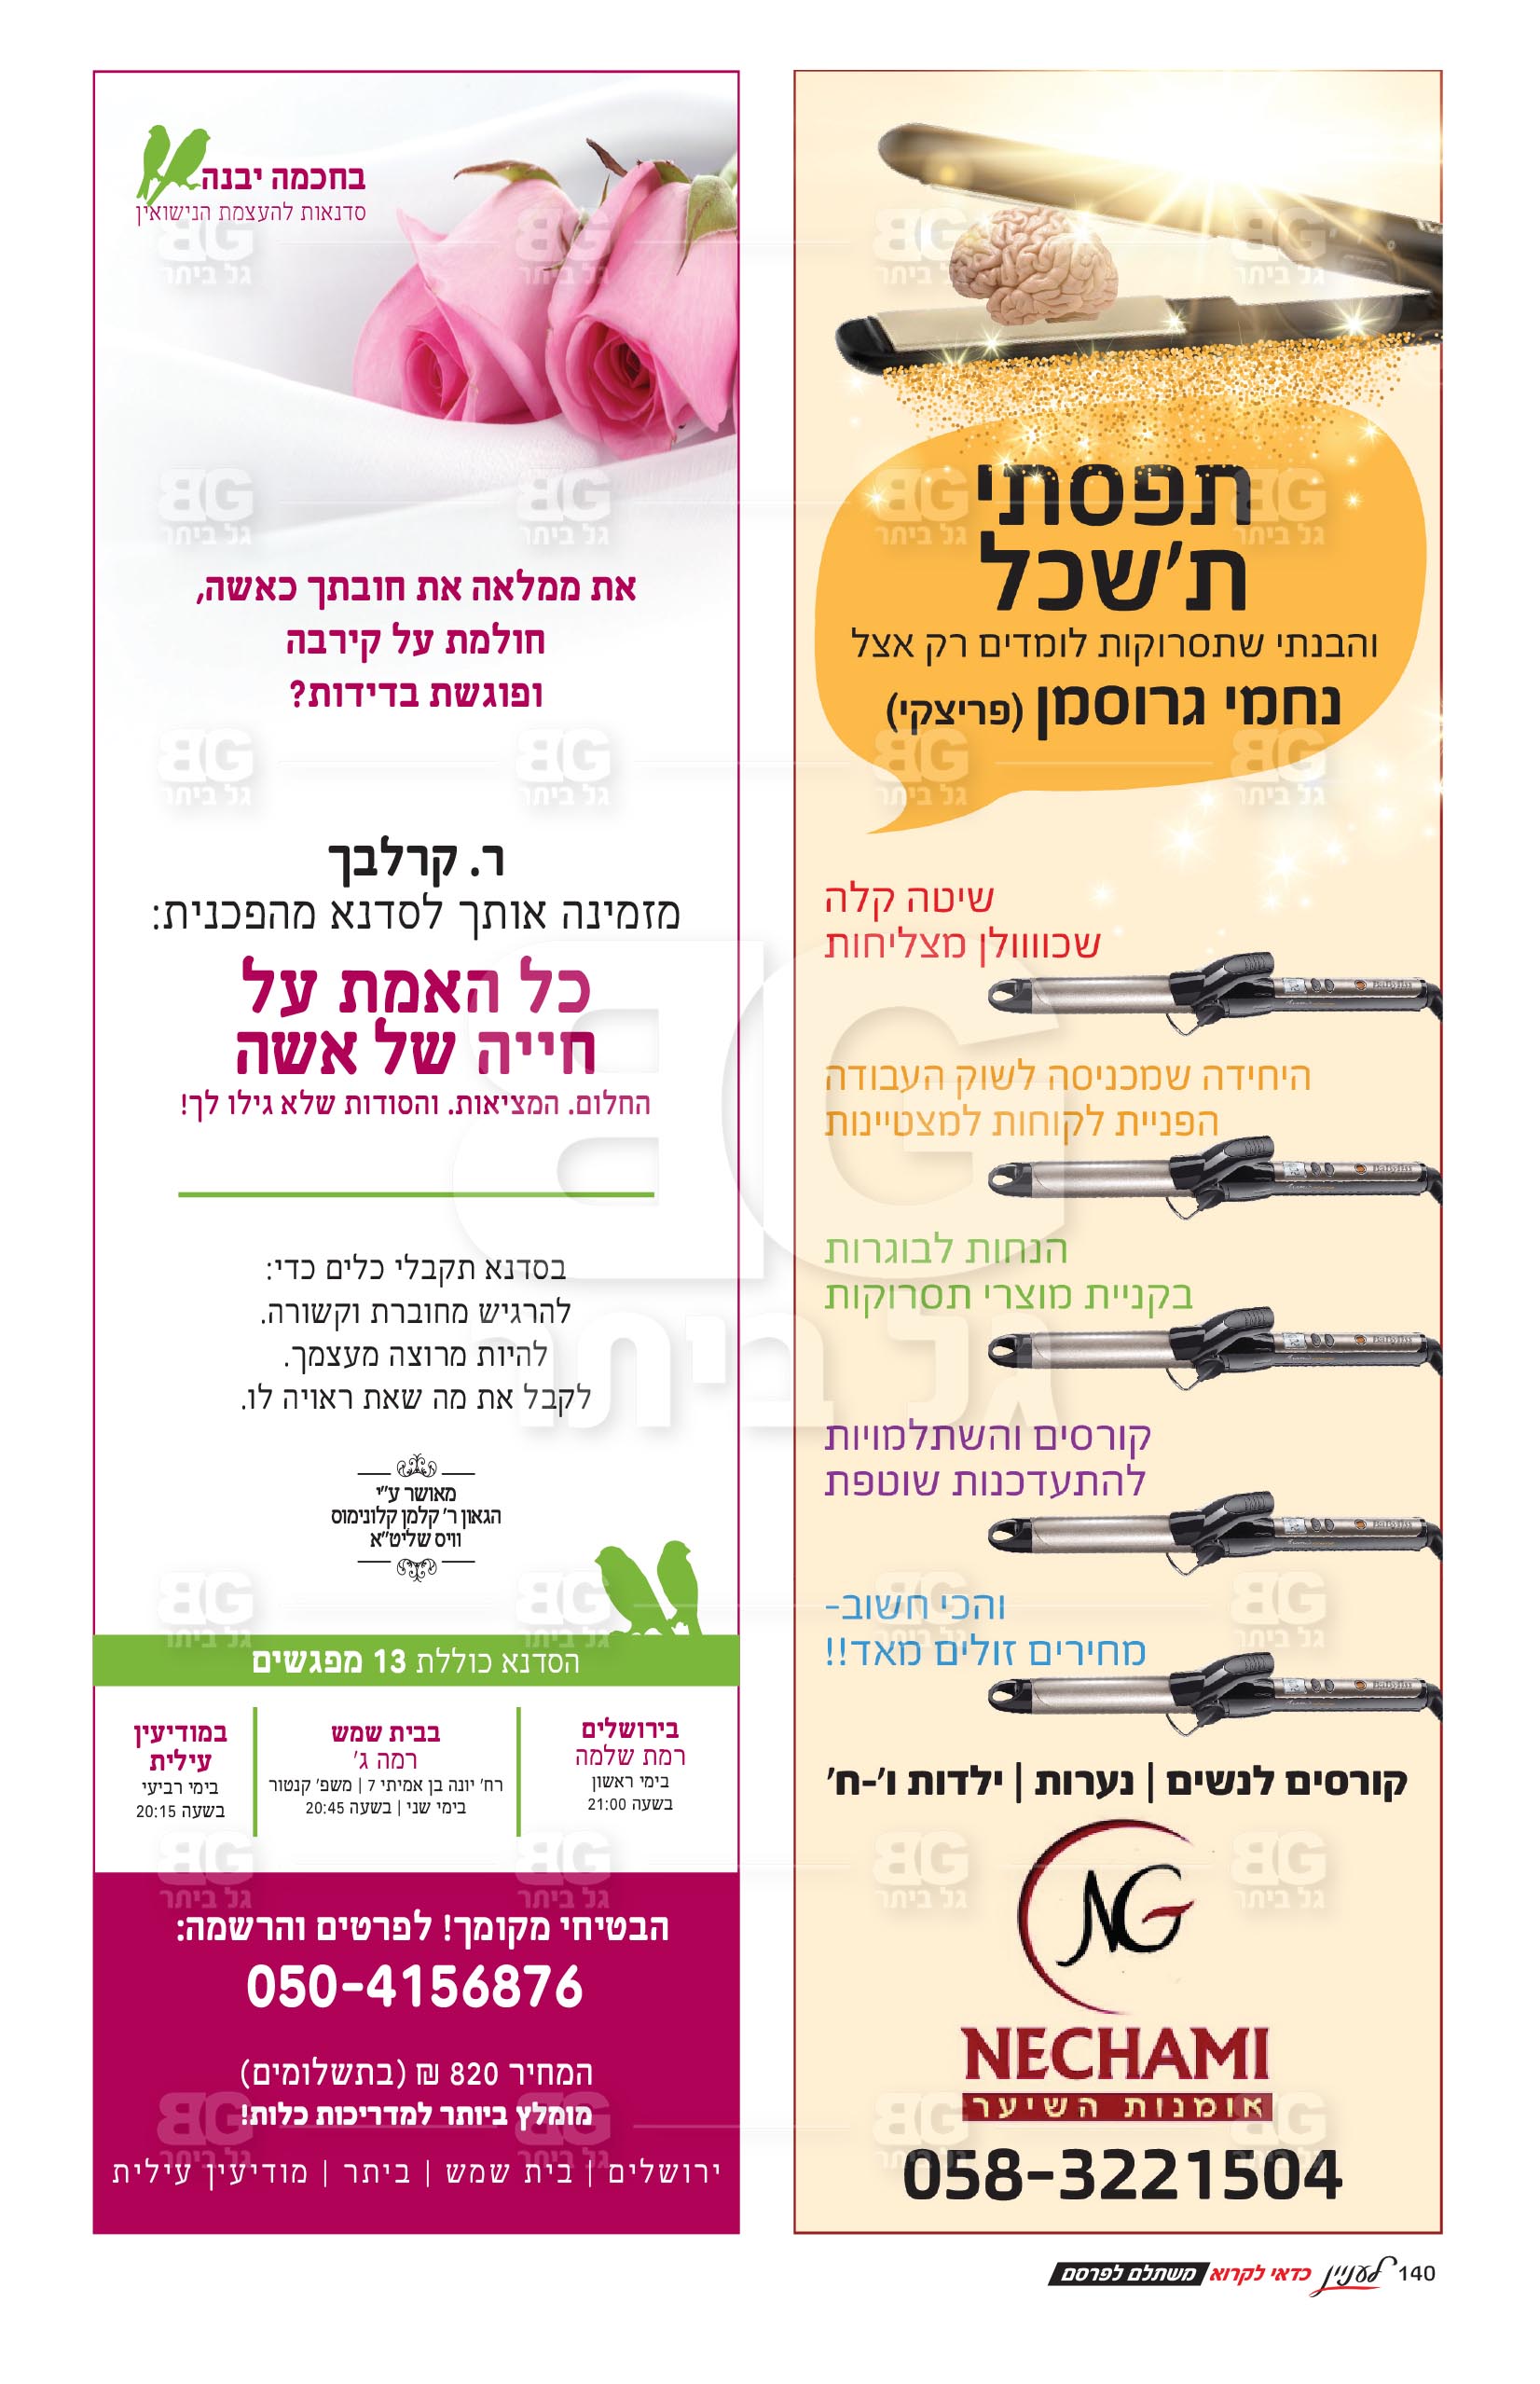 תפסתי
ת'שכל
והבנתי שתסרוקות לומדים רק אצל
נחמי גרוסמן (פריצקי)
שיטה קלה
שכוווולן מצליחות
היחידה שמכניסה לשוק העבודה
הפניית לקוחות למצטיינות
הנחות לבוגרות
בקניית מוצרי תסרוקות
קורסים והשתלמויות
להתעדכנות שוטפת
והכי חשוב-
מחירים זולים מאד!!
קורסים לנשים | נערות | ילדות ו'-ח'
NG
NECHAMI
אומנות השיער
058-3221504
בחכמה יבנה
סדנאות להעצמת הנישואין
את ממלאה את חובתך כאשה,
חולמת על קירבה
ופוגשת בדידות?
ר. קרלבך
מזמינה אותך לסדנא מהפכנית:
כל האמת על
חייה של אשה
החלום. המציאות. והסודות שלא גילו לך!
בסדנא תקבלי כלים כדי:
להרגיש מחוברת וקשורה.
להיות מרוצה מעצמך.
לקבל את מה שאת ראויה לו.
מאושר ע"י
הגאון ר' קלמן קלונימוס
וויס שליט"א
הסדנא כוללת 13 מפגשים
בירושלים
רמת שלמה
בימי ראשון
בשעה 21:00
בבית שמש
רמה ג'
רח' יונה בן אמיתי 7 | משפ' קנטור
בימי שני | בשעה 20:45
במודיעין
עילית
בימי רביעי
בשעה 20:15
הבטיחי מקומך! לפרטים והרשמה:
050-4156876
המחיר 820 ₪ (בתשלומים)
מומלץ ביותר למדריכות כלות!
ירושלים | בית שמש | ביתר | מודיעין עילית
140 לעניין כדאי לקרוא משתלם לפרסם
BG
גל ביתר